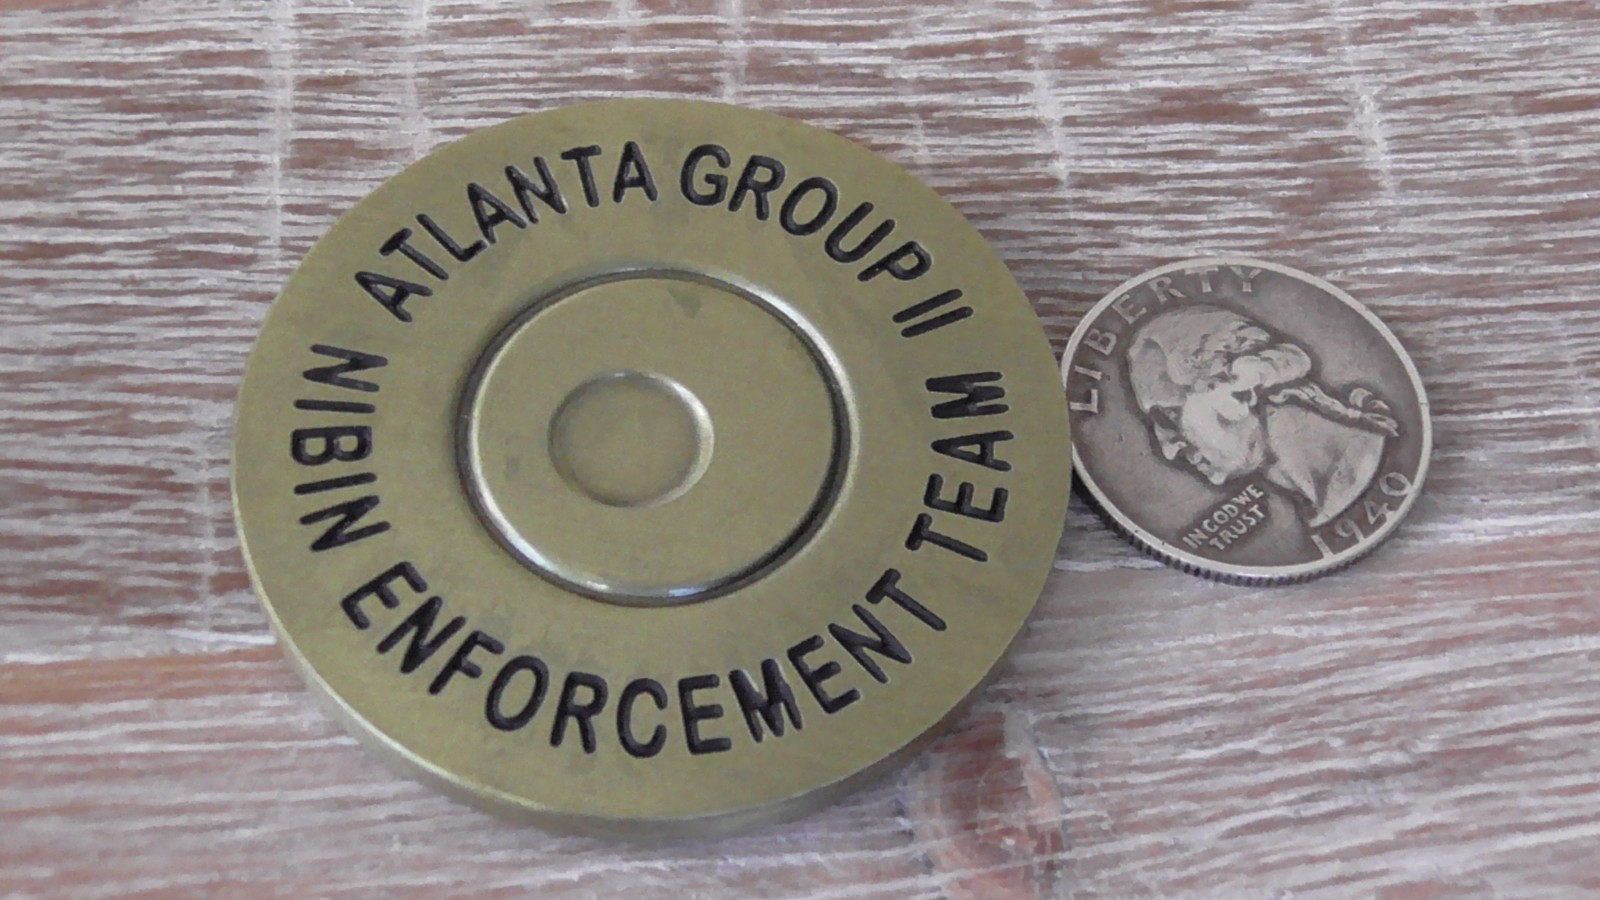 ATLANTA GROUP II
NIBIN ENFORCEMENT TEAM
LIBERTY
IN GOD WE
TRUST
1940